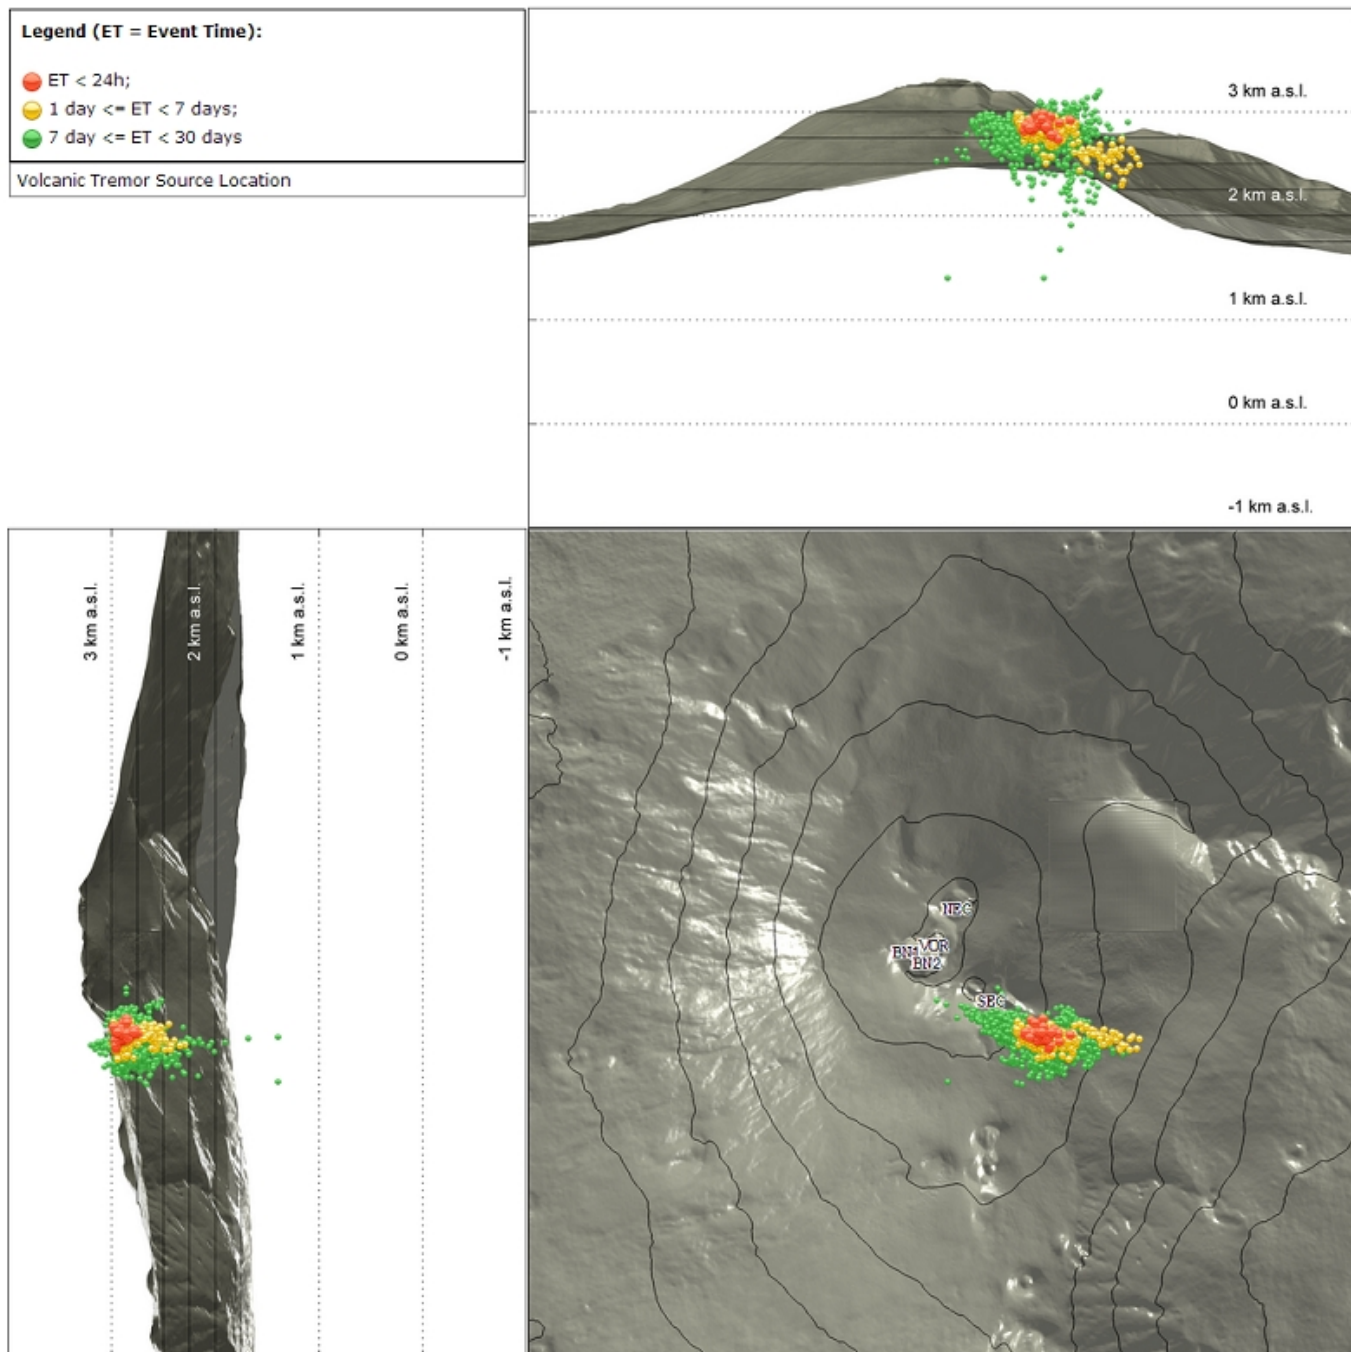 Legend (ET = Event Time):
ET < 24h;
1 day <= ET < 7 days;
7 day <= ET < 30 days
Volcanic Tremor Source Location
3 km a.s.l.
2 km a.s.l.
1 km a.s.l.
0 km a.s.l.
-1 km a.s.l.
3 km a.s.l.
2 km a.s.l.
1 km a.s.l.
0 km a.s.l.
-1 km a.s.l.
NEC
BN1 VOR
BN2
SEC